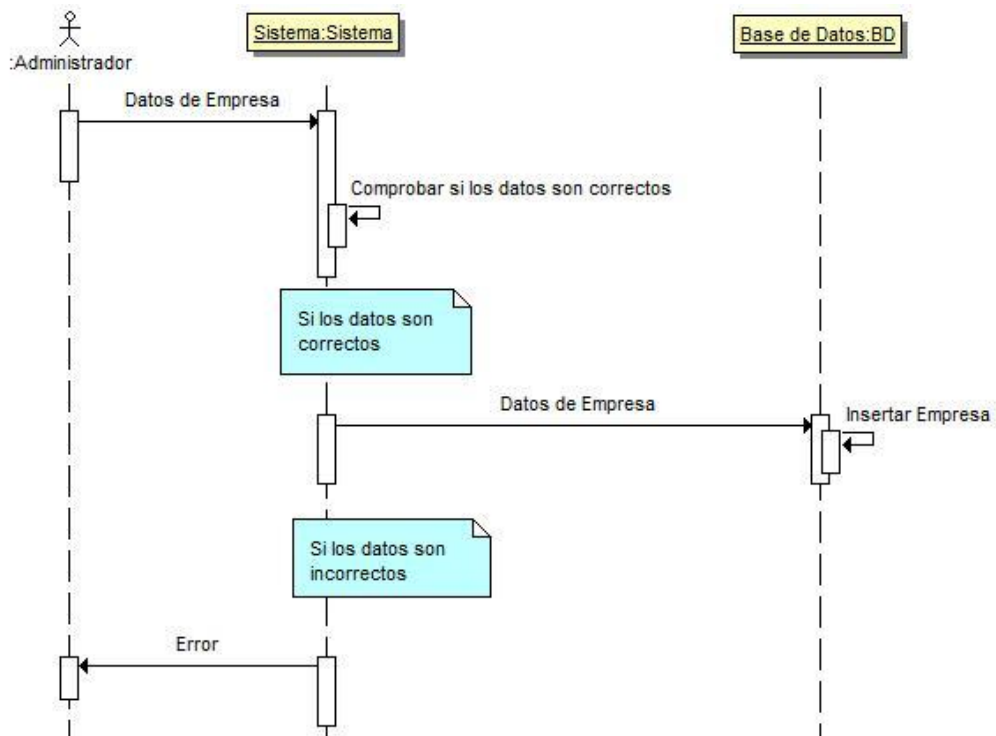 Sistema:Sistema
Base de Datos:BD
:Administrador
Datos de Empresa
Comprobar si los datos son correctos
Si los datos son
correctos
Datos de Empresa
Insertar Empresa
Si los datos son
incorrectos
Error